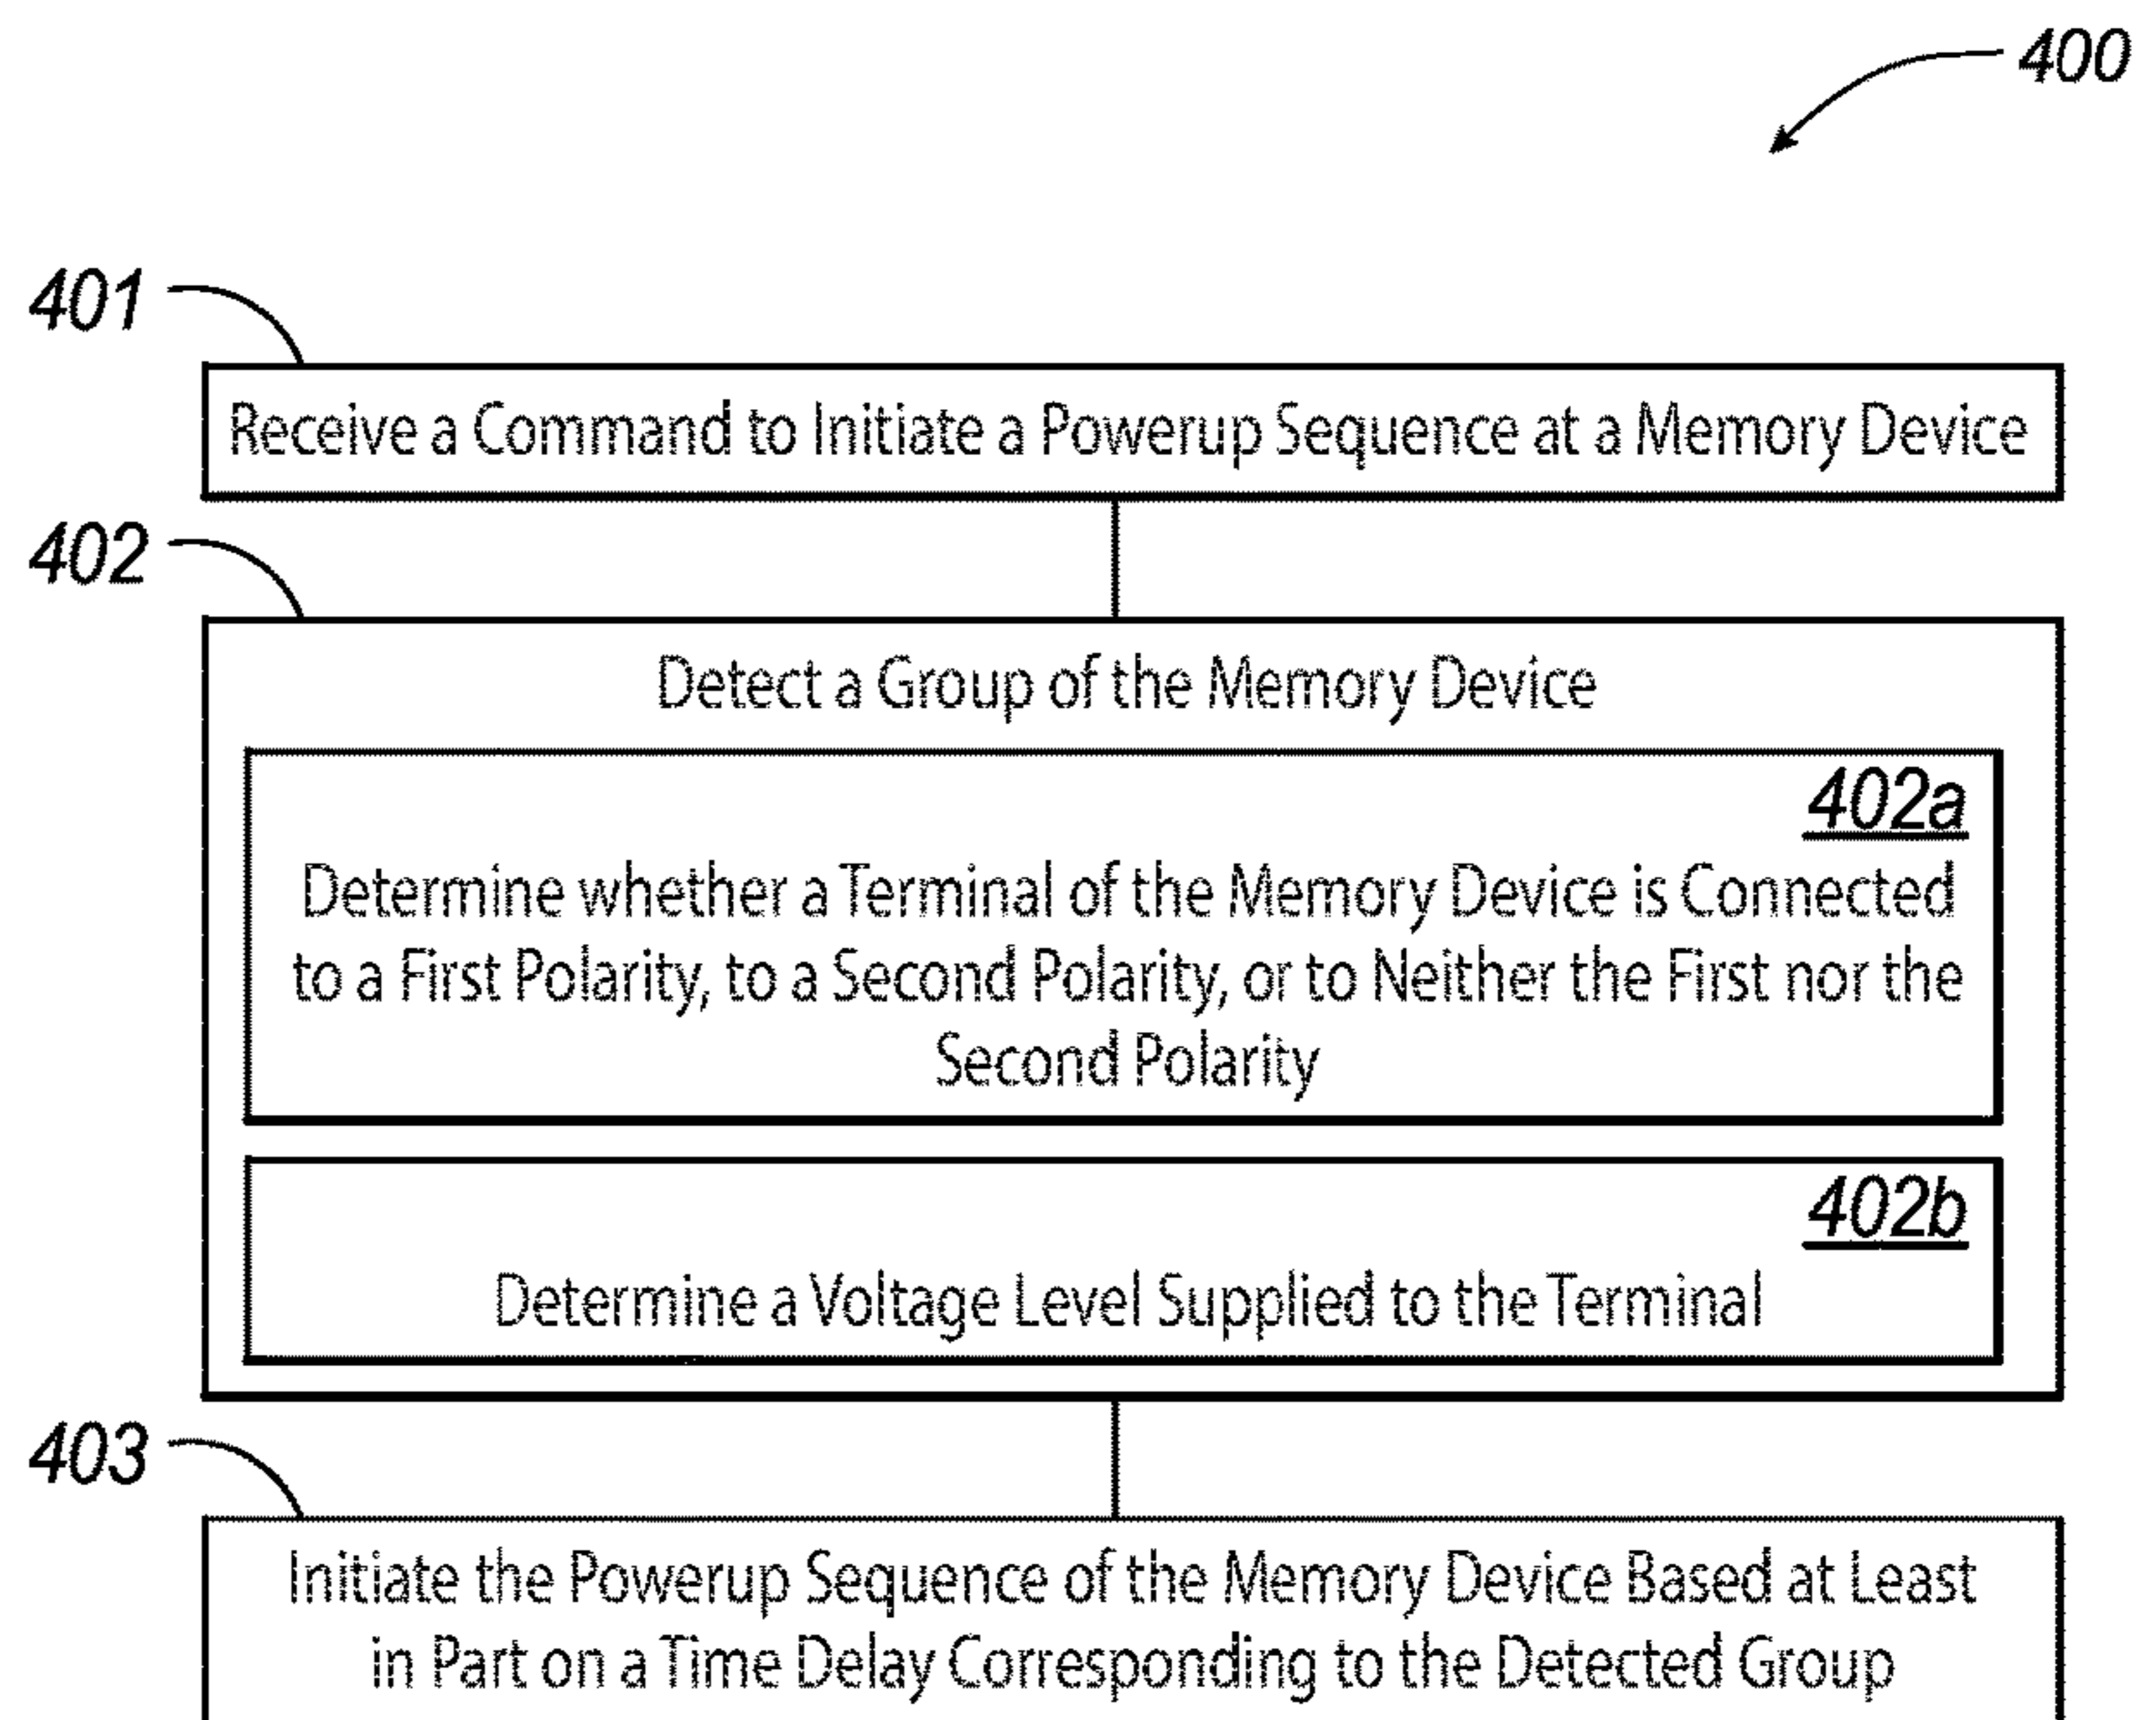 400
401
Receive a Command to Initiate a Powerup Sequence at a Memory Device
402
Detect a Group of the Memory Device
402a
Determine whether a Terminal of the Memory Device is Connected
to a First Polarity, to a Second Polarity, or to Neither the First nor the
Second Polarity
402b
Determine a Voltage Level Supplied to the Terminal
403
Initiate the Powerup Sequence of the Memory Device Based at Least
in Part on a Time Delay Corresponding to the Detected Group